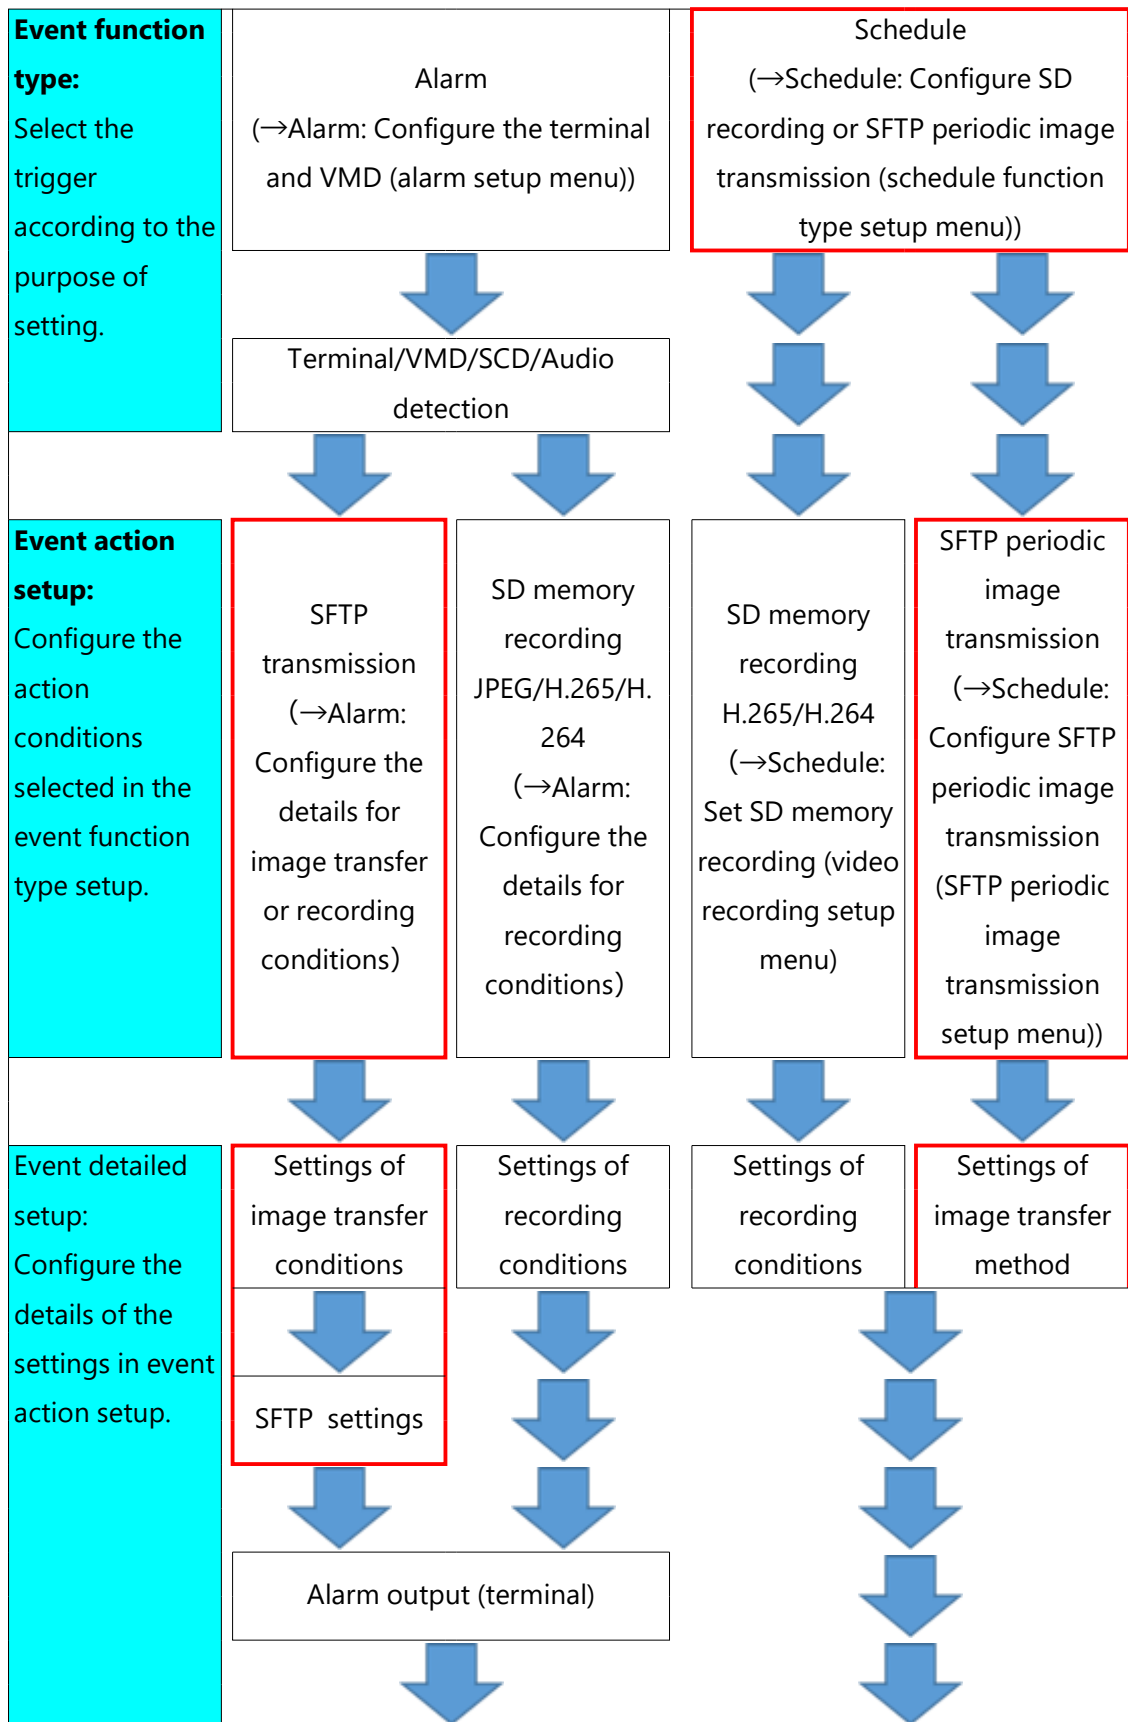 Event function
type:
Select the
trigger
according to the
purpose of
setting.
Alarm
(→Alarm: Configure the terminal
and VMD (alarm setup menu))
Schedule
(→Schedule: Configure SD
recording or SFTP periodic image
transmission (schedule function
type setup menu))
Terminal/VMD/SCD/Audio
detection
Event action
setup:
Configure the
action
conditions
selected in the
event function
type setup.
SFTP
transmission
（→Alarm:
Configure the
details for
image transfer
or recording
conditions）
SD memory
recording
JPEG/H.265/H.
264
（→Alarm:
Configure the
details for
recording
conditions）
SD memory
recording
H.265/H.264
（→Schedule:
Set SD memory
recording (video
recording setup
menu)
SFTP periodic
image
transmission
（→Schedule:
Configure SFTP
periodic image
transmission
(SFTP periodic
image
transmission
setup menu))
Event detailed
setup:
Configure the
details of the
settings in event
action setup.
Settings of
image transfer
conditions
SFTP  settings
Settings of
recording
conditions
Settings of
recording
conditions
Settings of
image transfer
method
Alarm output (terminal)